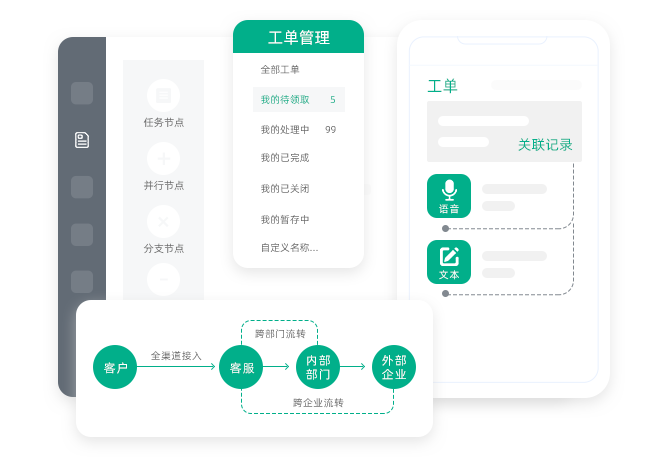 工单管理
全部工单
我的待领取 5
我的处理中 99
我的已完成
我的已关闭
我的暂存中
自定义名称...
任务节点
并行节点
分支节点
工单
关联记录
语音
文本
跨部门流转
客户
全渠道接入
客服
内部
部门
外部
企业
跨企业流转